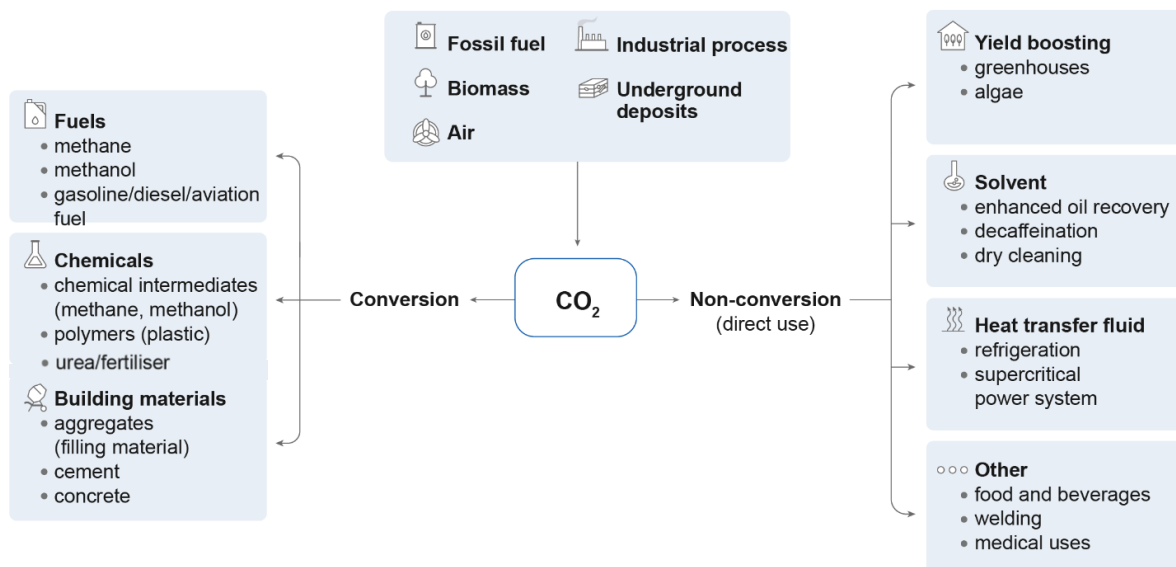 Fossil fuel
Industrial process
Biomass
Underground
deposits
Air
Fuels
• methane
• methanol
• gasoline/diesel/aviation
fuel
Chemicals
• chemical intermediates
(methane, methanol)
• polymers (plastic)
• urea/fertiliser
Building materials
• aggregates
(filling material)
• cement
• concrete
Conversion
CO₂
Non-conversion
(direct use)
Yield boosting
• greenhouses
• algae
Solvent
• enhanced oil recovery
• decaffeination
• dry cleaning
Heat transfer fluid
• refrigeration
• supercritical
power system
Other
• food and beverages
• welding
• medical uses